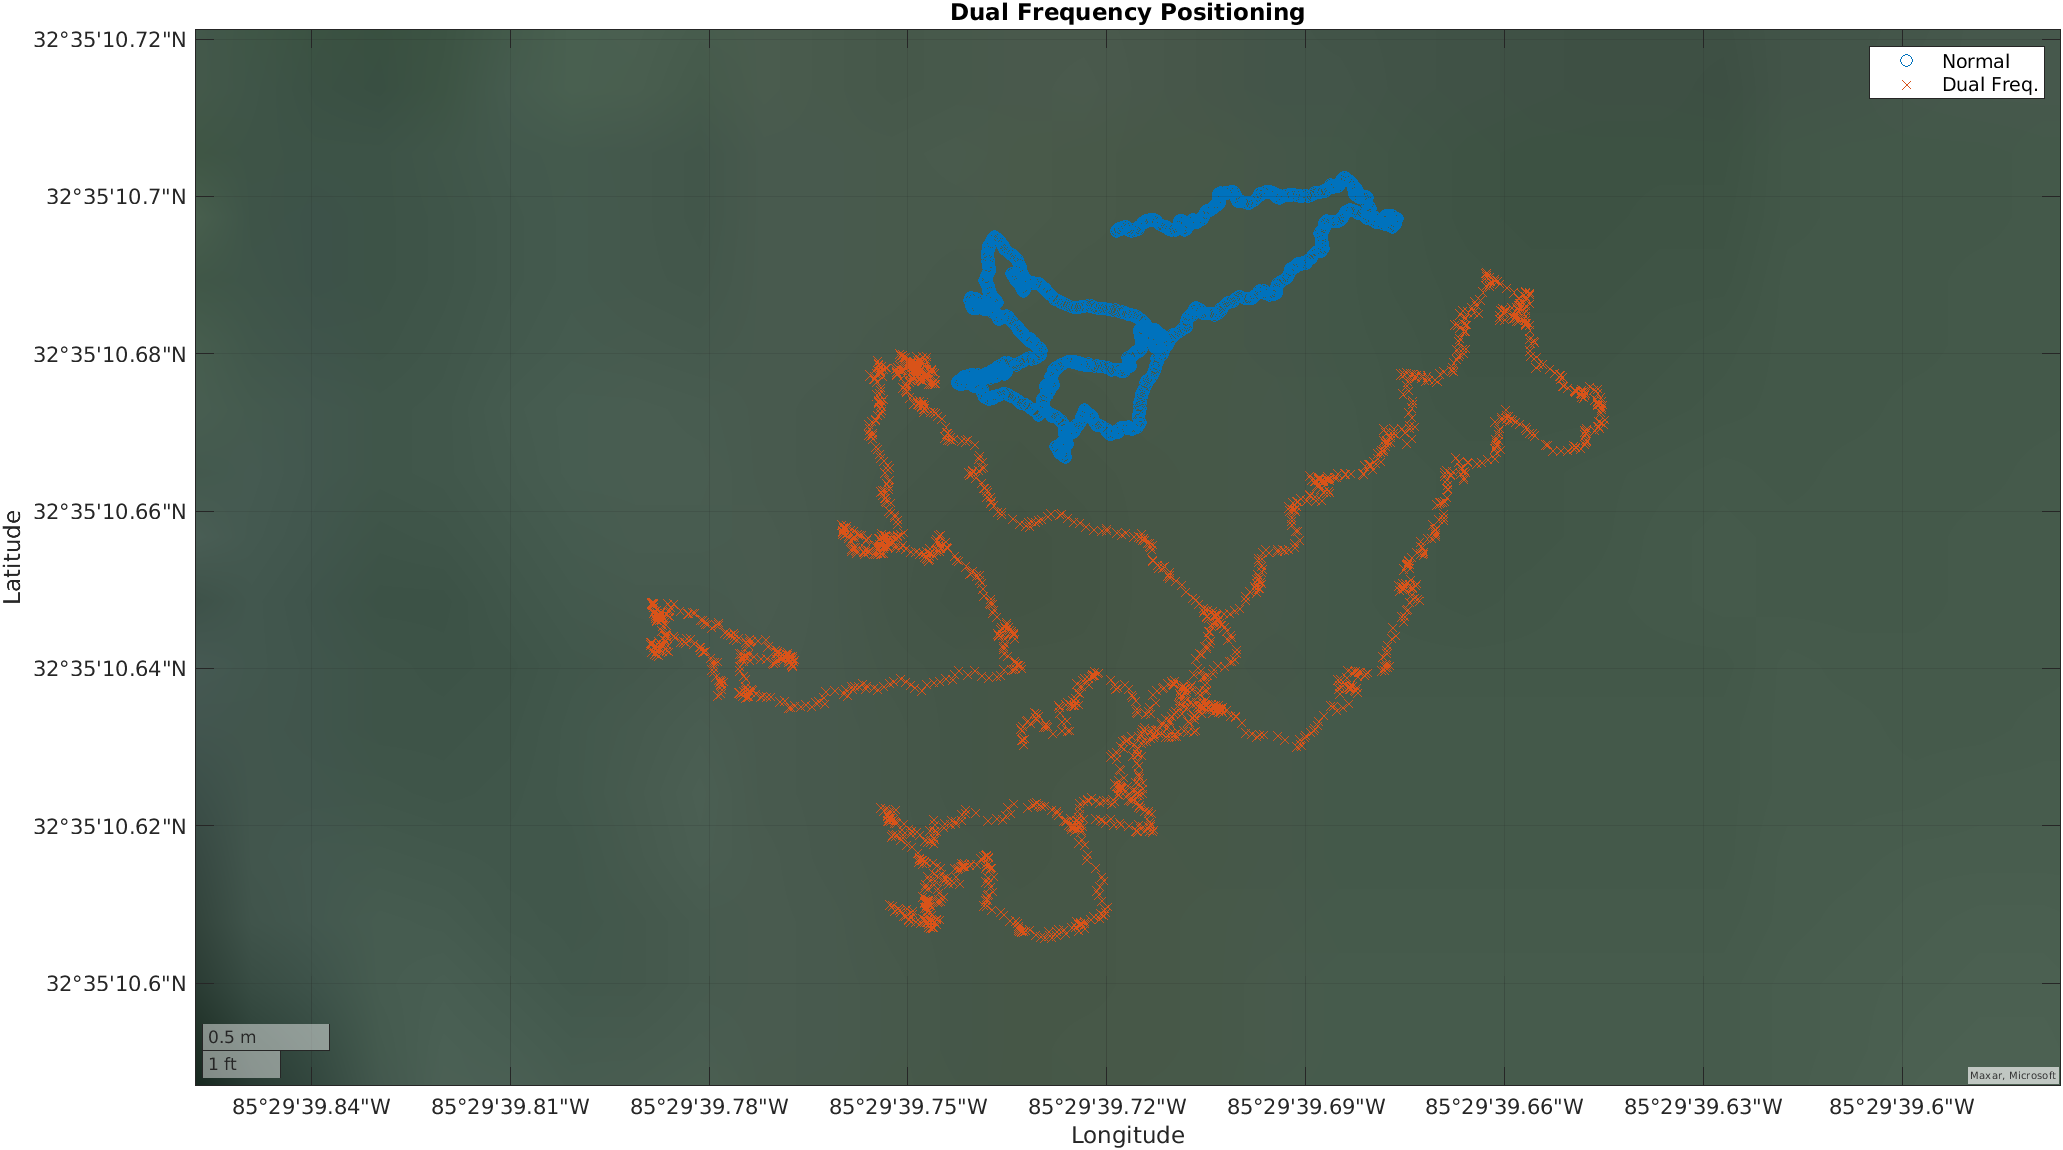 Dual Frequency Positioning
Normal
Dual Freq.
32°35'10.72"N
32°35'10.7"N
32°35'10.68"N
32°35'10.66"N
32°35'10.64"N
32°35'10.62"N
32°35'10.6"N
Latitude
0.5 m
1 ft
Maxar, Microsoft
85°29'39.84"W 85°29'39.81"W 85°29'39.78"W 85°29'39.75"W 85°29'39.72"W 85°29'39.69"W 85°29'39.66"W 85°29'39.63"W 85°29'39.6"W
Longitude